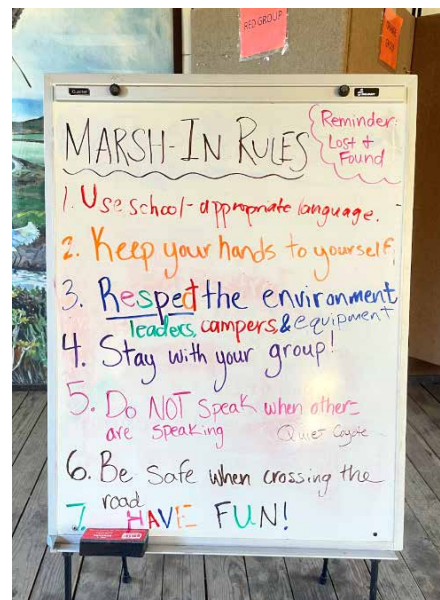 RED GROUP
MARSH-IN RULES
Reminder:
Lost &
Found
1. Use school-appropriate language.
2. Keep your hands to yourself.
3. Respect the environment
leaders, campers, & equipment
4. Stay with your group!
5. Do NOT speak when others
are speaking
Quiet Coyote
6. Be Safe when crossing the
road
7. HAVE FUN!